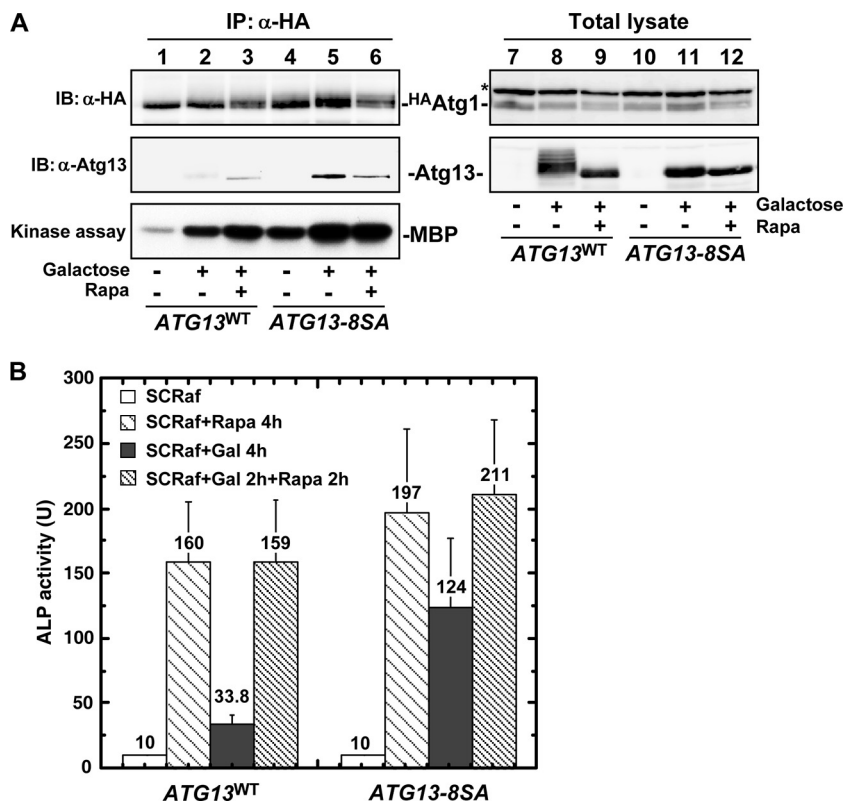 A
IP: α-HA
Total lysate
1 2 3 4 5 6
7 8 9 10 11 12
IB: α-HA
-HAAtg1-
*
IB: α-Atg13
-Atg13-
Kinase assay
-MBP
Galactose - + + - + +
Rapa - - + - - +
ATG13WT ATG13-8SA
- + + - + + Galactose
- - + - - + Rapa
ATG13WT ATG13-8SA
B
300
250
200
150
100
50
0
ALP activity (U)
SCRaf
SCRaf+Rapa 4h
SCRaf+Gal 4h
SCRaf+Gal 2h+Rapa 2h
10
160
33.8
159
10
197
124
211
ATG13WT
ATG13-8SA